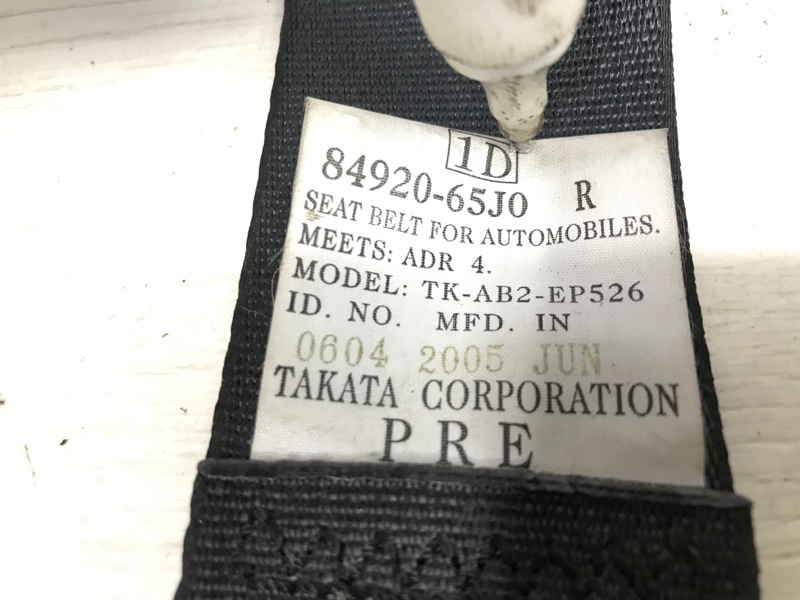 1D
84920-65J0 R
SEAT BELT FOR AUTOMOBILES.
MEETS: ADR 4.
MODEL: TK-AB2-EP526
ID. NO. MFD. IN
0604 2005 JUN
TAKATA CORPORATION
PRE